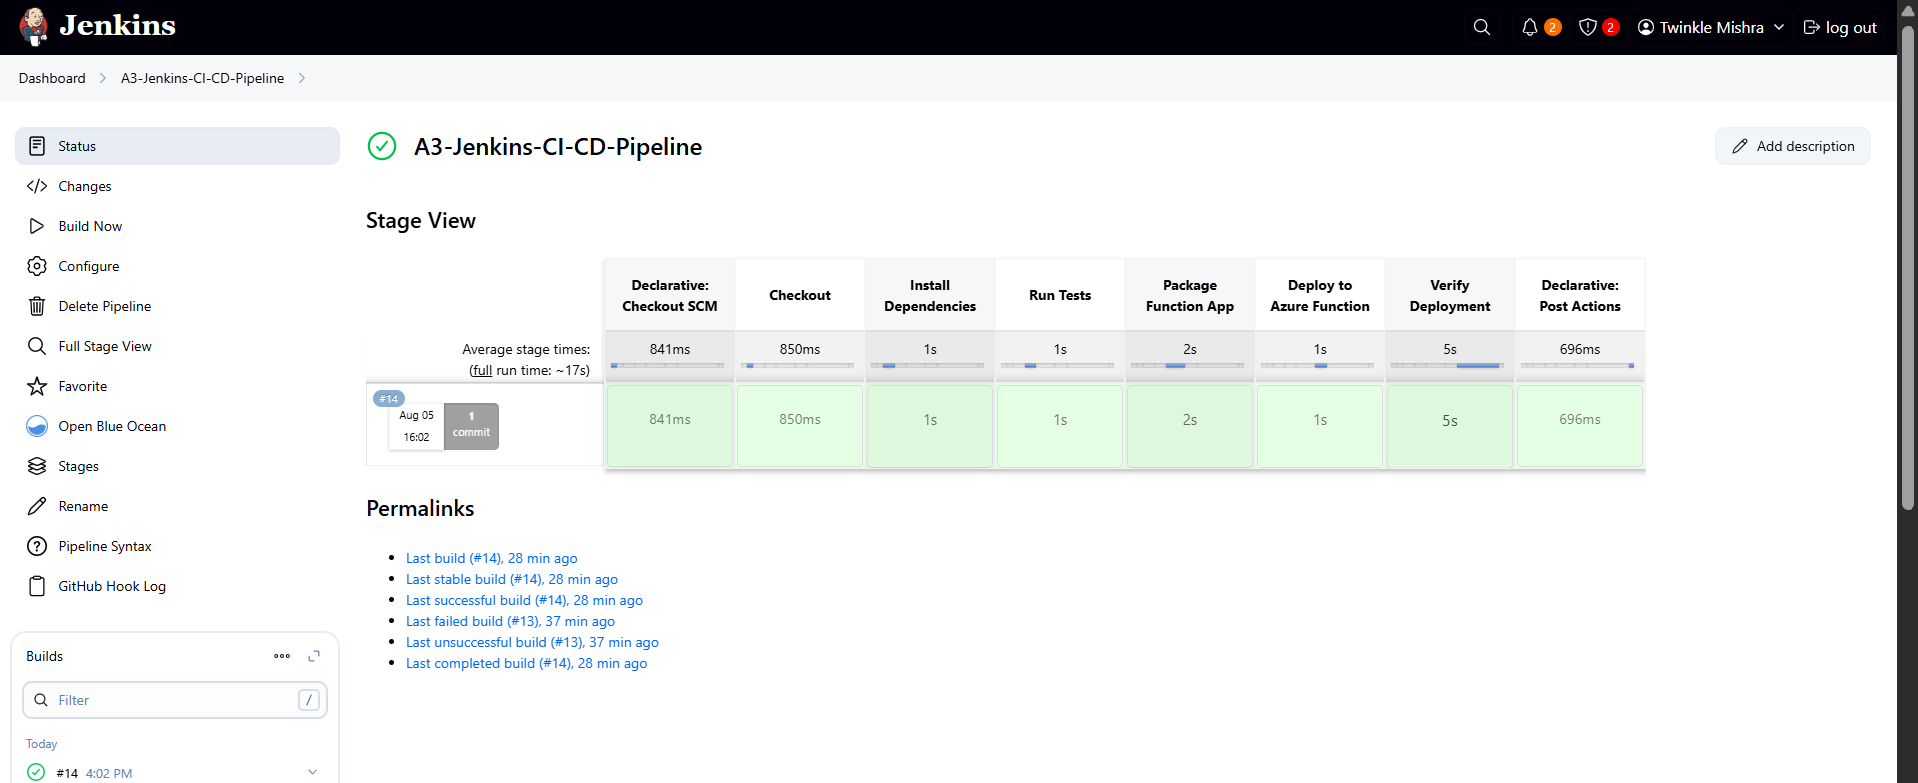 Jenkins
2
2
Twinkle Mishra
log out
Dashboard
A3-Jenkins-CI-CD-Pipeline
Status
Changes
Build Now
Configure
Delete Pipeline
Full Stage View
Favorite
Open Blue Ocean
Stages
Rename
Pipeline Syntax
GitHub Hook Log
Builds
Filter
/
Today
#14 4:02 PM
A3-Jenkins-CI-CD-Pipeline
Add description
Stage View
Declarative:
Checkout SCM
Checkout
Install
Dependencies
Run Tests
Package
Function App
Deploy to
Azure Function
Verify
Deployment
Declarative:
Post Actions
Average stage times:
(full run time: ~17s)
841ms
850ms
1s
1s
2s
1s
5s
696ms
#14
Aug 05
16:02
1
commit
841ms
850ms
1s
1s
2s
1s
5s
696ms
Permalinks
Last build (#14), 28 min ago
Last stable build (#14), 28 min ago
Last successful build (#14), 28 min ago
Last failed build (#13), 37 min ago
Last unsuccessful build (#13), 37 min ago
Last completed build (#14), 28 min ago